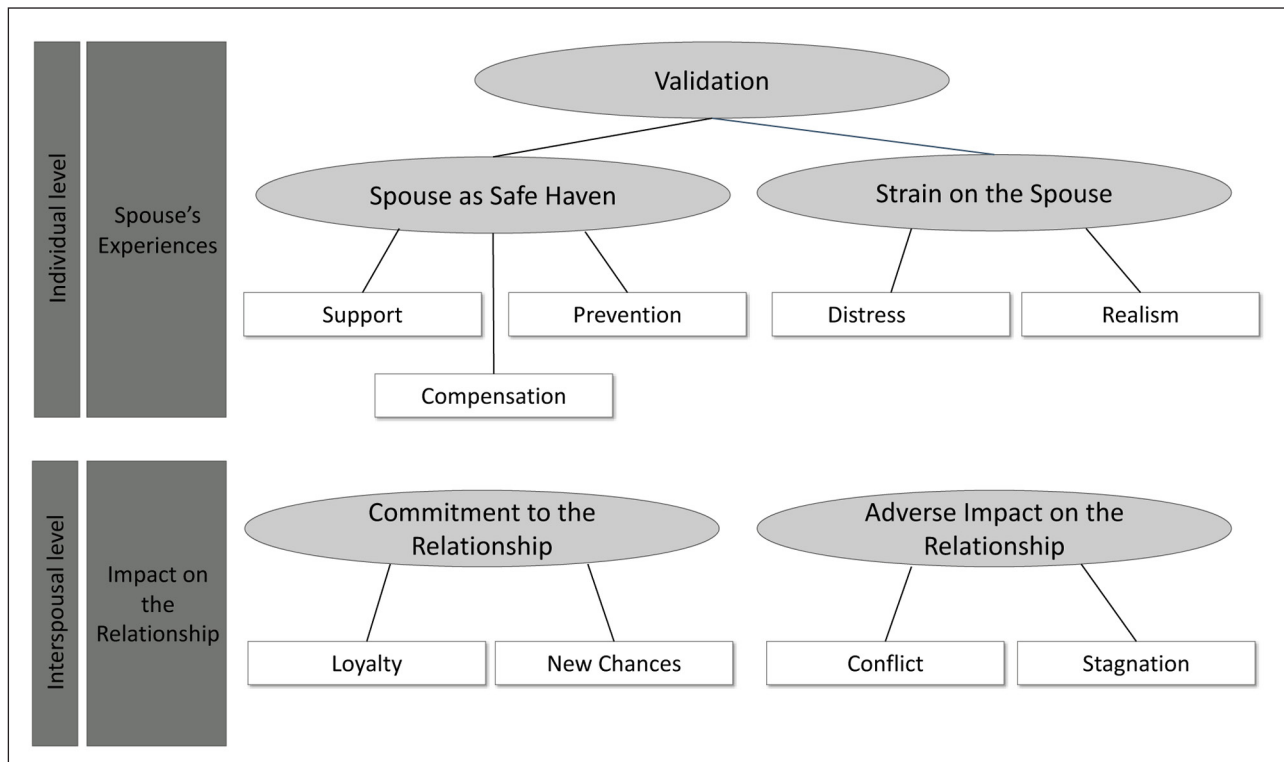 Individual level
Spouse's
Experiences
Validation
Spouse as Safe Haven
Strain on the Spouse
Support
Prevention
Distress
Realism
Compensation
Interspousal level
Impact on
the
Relationship
Commitment to the
Relationship
Adverse Impact on the
Relationship
Loyalty
New Chances
Conflict
Stagnation